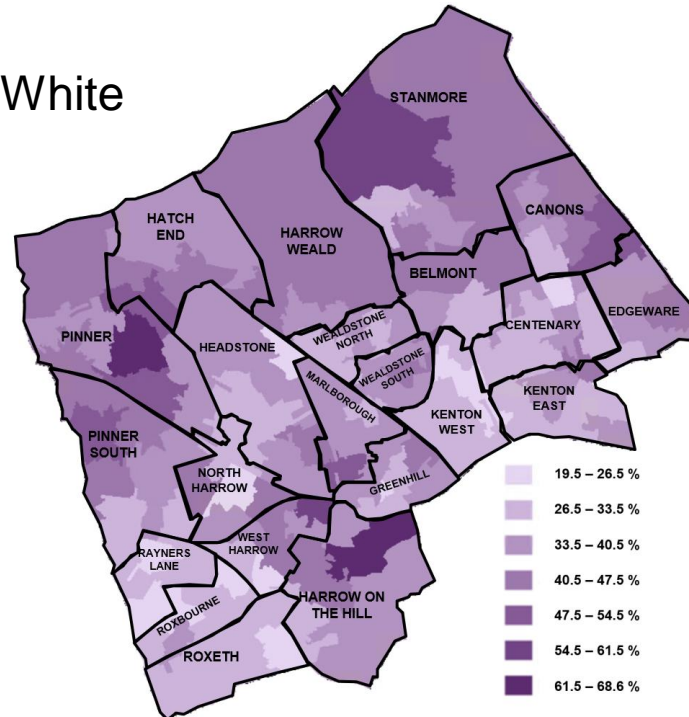 White
STANMORE
CANONS
HATCH
END
HARROW
WEALD
BELMONT
EDGEWARE
PINNER
HEADSTONE
WEALDSTONE
NORTH
CENTENARY
WEALDSTONE
SOUTH
MARLBOROUGH
KENTON
EAST
KENTON
WEST
PINNER
SOUTH
NORTH
HARROW
GREENHILL
WEST
HARROW
RAYNERS
LANE
HARROW ON
THE HILL
ROXBOURNE
ROXETH
19.5 – 26.5 %
26.5 – 33.5 %
33.5 – 40.5 %
40.5 – 47.5 %
47.5 – 54.5 %
54.5 – 61.5 %
61.5 – 68.6 %